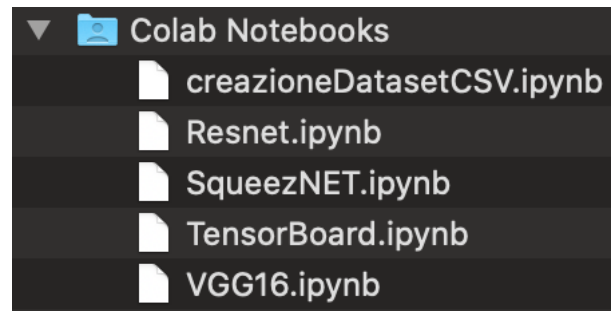 Colab Notebooks
creazioneDatasetCSV.ipynb
Resnet.ipynb
SqueezNET.ipynb
TensorBoard.ipynb
VGG16.ipynb